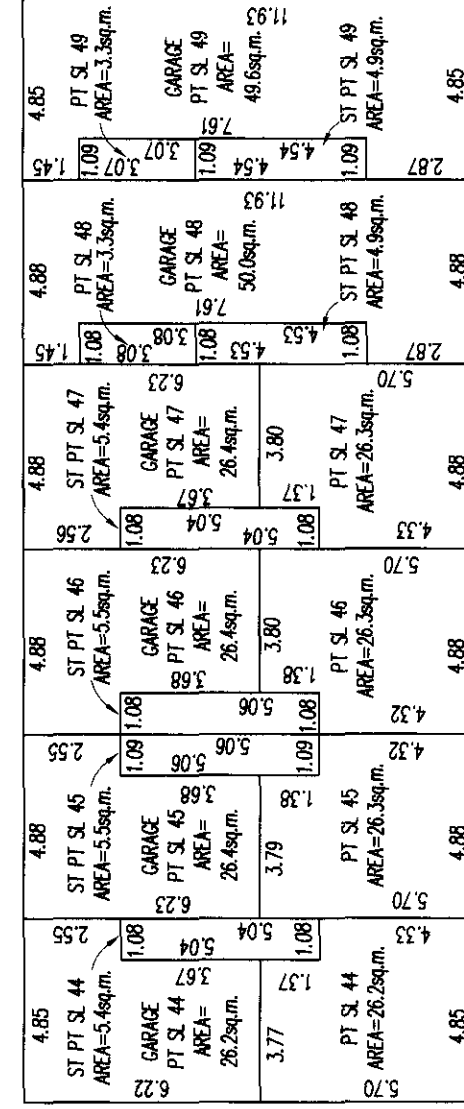 4.85
ST PT SL 44
AREA=5.4sq.m.
2.55
1.08
5.04
5.04
1.08
GARAGE
PT SL 44
AREA=
26.2sq.m.
6.22
3.67
3.77
1.37
PT SL 44
AREA=26.2sq.m.
5.70
4.33
4.85
4.88
ST PT SL 45
AREA=5.5sq.m.
2.55
1.09
5.06
5.06
1.09
GARAGE
PT SL 45
AREA=
26.4sq.m.
6.23
3.68
3.79
1.38
PT SL 45
AREA=26.3sq.m.
5.70
4.32
4.88
4.88
ST PT SL 46
AREA=5.5sq.m.
1.08
5.06
1.08
GARAGE
PT SL 46
AREA=
26.4sq.m.
3.68
6.23
1.38
3.80
PT SL 46
AREA=26.3sq.m.
4.32
5.70
4.88
4.88
ST PT SL 47
AREA=5.4sq.m.
2.56
1.08
5.04
5.04
1.08
GARAGE
PT SL 47
AREA=
26.4sq.m.
3.67
6.23
1.37
3.80
PT SL 47
AREA=26.3sq.m.
4.33
5.70
4.88
4.88
1.45
PT SL 48
AREA=3.3sq.m.
1.08
3.08
3.08
1.08
GARAGE
PT SL 48
AREA=
50.0sq.m.
7.61
11.93
4.53
4.53
1.08
ST PT SL 48
AREA=4.9sq.m.
2.87
4.88
4.85
1.45
PT SL 49
AREA=3.3sq.m.
1.09
3.07
3.07
1.09
GARAGE
PT SL 49
AREA=
49.6sq.m.
7.61
11.93
4.54
4.54
1.09
ST PT SL 49
AREA=4.9sq.m.
2.87
4.85